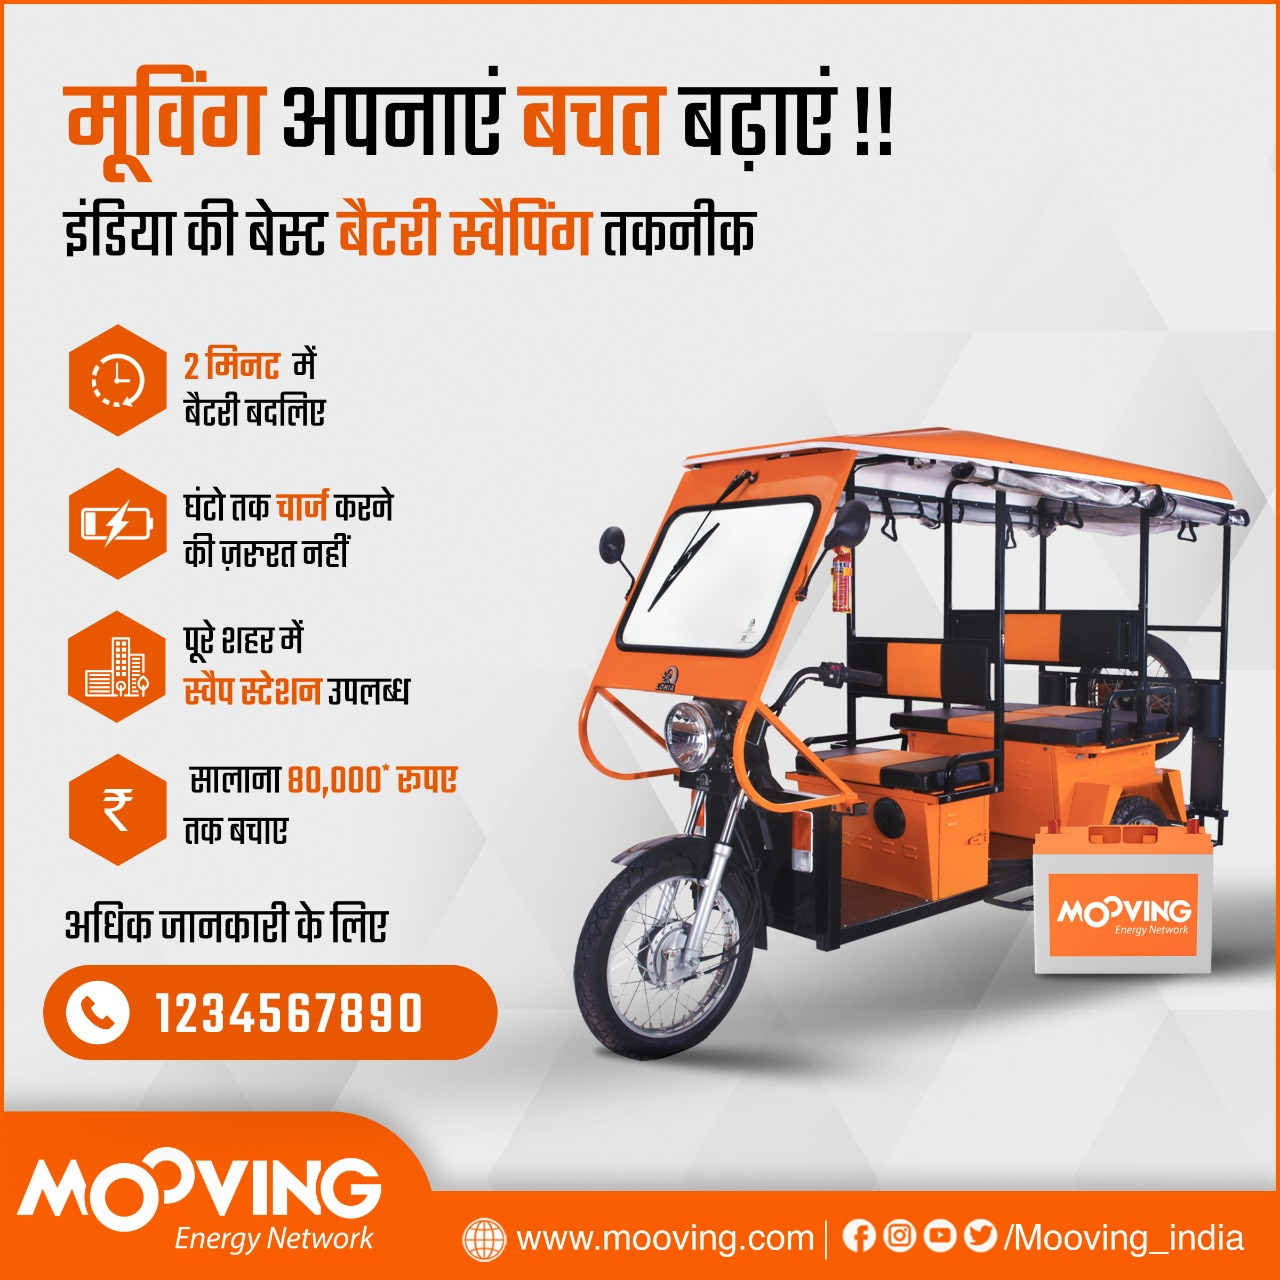 मूविंग अपनाएं बचत बढ़ाएं !!
इंडिया की बेस्ट बैटरी स्वैपिंग तकनीक
2 मिनट में
बैटरी बदलिए
घंटो तक चार्ज करने
की ज़रुरत नहीं
पूरे शहर में
स्वैप स्टेशन उपलब्ध
सालाना 80,000* रूपए
तक बचाए
अधिक जानकारी के लिए
1234567890
LOHIA
MOOVING
Energy Network
MOOVING
Energy Network
www.mooving.com | /Mooving_india